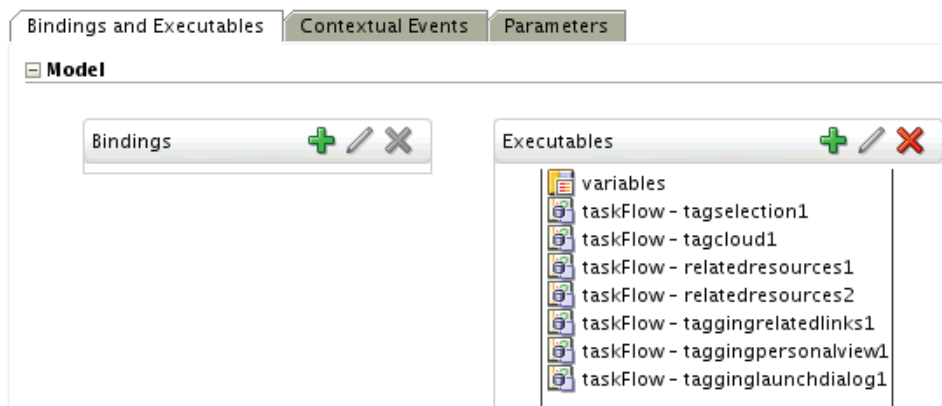 Bindings and Executables Contextual Events Parameters
Model
Bindings Executables
variables
taskFlow - tagselection1
taskFlow - tagcloud1
taskFlow - relatedresources1
taskFlow - relatedresources2
taskFlow - taggingrelatedlinks1
taskFlow - taggingpersonalview1
taskFlow - tagginglaunchdialog1